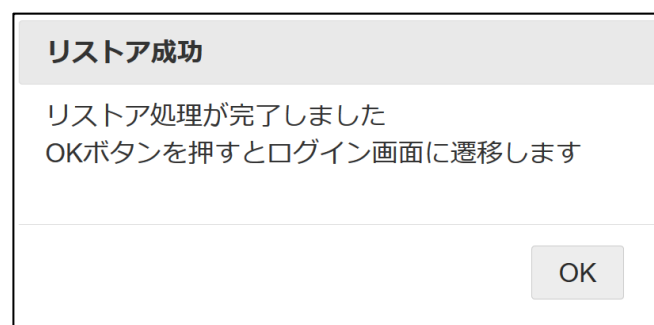 リストア成功
リストア処理が完了しました
OKボタンを押すとログイン画面に遷移します
OK